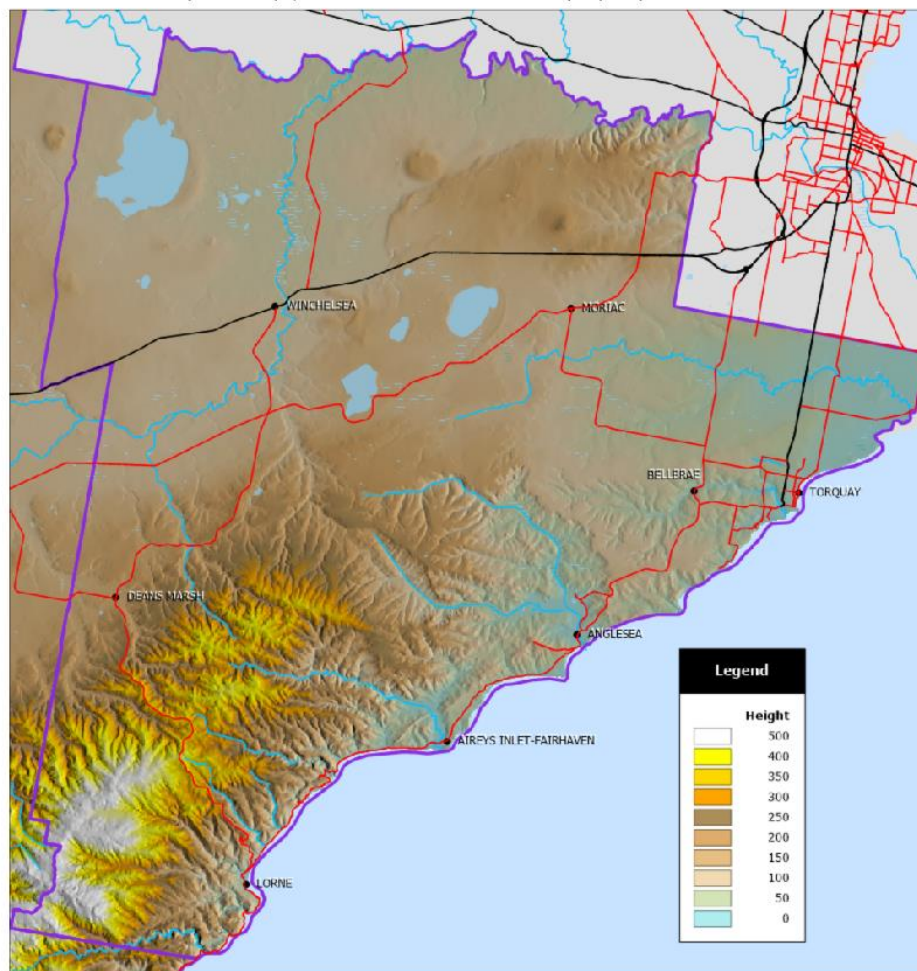 WINCHELSEA
MORIAC
BELLERAE
TORQUAY
DEANS MARSH
ANGLESEA
AIREYS INLET-FAIRHAVEN
LORNE
Legend
Height
500
400
350
300
250
200
150
100
50
0